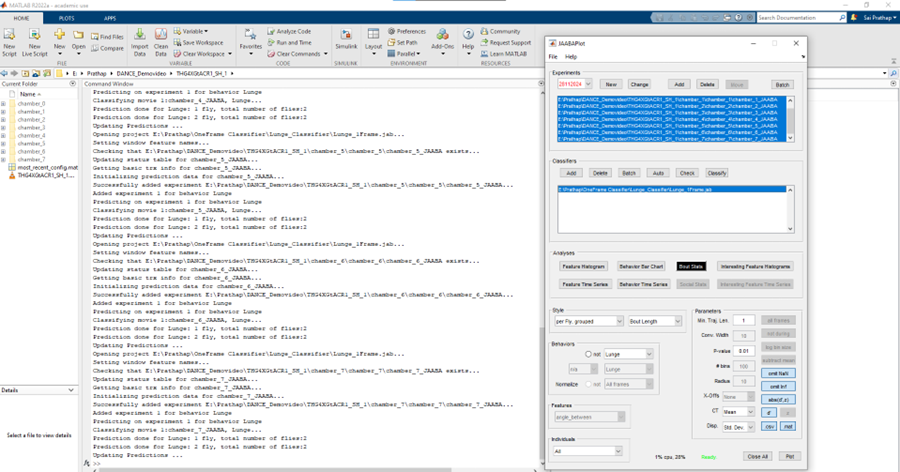 MATLAB R2022a - academic use
HOME
PLOTS
APPS
Search Documentation
Sai Prathap
New Script
New Live Script
New
Open
Find Files
Compare
Import Data
Clean Data
Variable
Save Workspace
Clear Workspace
Favorites
Analyze Code
Run and Time
Clear Commands
Simulink
Layout
Preferences
Set Path
Parallel
Add-Ons
Help
Community
Request Support
Learn MATLAB
FILE
VARIABLE
CODE
SIMULINK
ENVIRONMENT
RESOURCES
E: Prathap DANCE_Demovideo THG4XGtACR1_SH_1
Current Folder
Name
chamber_0
chamber_1
chamber_2
chamber_3
chamber_4
chamber_5
chamber_6
chamber_7
most_recent_config.mat
THG4XGtACR1_SH_1....
Details
Select a file to view details
Command Window
Predicting on experiment 1 for behavior Lunge
Classifying movie 1:chamber_4_JAABA, Lunge...
Prediction done for Lunge: 1 fly, total number of flies:2
Prediction done for Lunge: 2 fly, total number of flies:2
Updating Predictions ...
Opening project E:\Prathap\OneFrame Classifier\Lunge_Classifier\Lunge_1Frame.jab...
Setting window feature names...
Checking that E:\Prathap\DANCE_Demovideo\THG4XGtACR1_SH_1\chamber_5\chamber_5\chamber_5_JAABA exists...
Updating status table for chamber_5_JAABA...
Getting basic trx info for chamber_5_JAABA...
Initializing prediction data for chamber_5_JAABA...
Successfully added experiment E:\Prathap\DANCE_Demovideo\THG4XGtACR1_SH_1\chamber_5\chamber_5\chamber_5_JAABA...
Added experiment 1 for behavior Lunge
Predicting on experiment 1 for behavior Lunge
Classifying movie 1:chamber_5_JAABA, Lunge...
Prediction done for Lunge: 1 fly, total number of flies:2
Prediction done for Lunge: 2 fly, total number of flies:2
Updating Predictions ...
Opening project E:\Prathap\OneFrame Classifier\Lunge_Classifier\Lunge_1Frame.jab...
Setting window feature names...
Checking that E:\Prathap\DANCE_Demovideo\THG4XGtACR1_SH_1\chamber_6\chamber_6\chamber_6_JAABA exists...
Updating status table for chamber_6_JAABA...
Getting basic trx info for chamber_6_JAABA...
Initializing prediction data for chamber_6_JAABA...
Successfully added experiment E:\Prathap\DANCE_Demovideo\THG4XGtACR1_SH_1\chamber_6\chamber_6\chamber_6_JAABA...
Added experiment 1 for behavior Lunge
Predicting on experiment 1 for behavior Lunge
Classifying movie 1:chamber_6_JAABA, Lunge...
Prediction done for Lunge: 1 fly, total number of flies:2
Prediction done for Lunge: 2 fly, total number of flies:2
Updating Predictions ...
Opening project E:\Prathap\OneFrame Classifier\Lunge_Classifier\Lunge_1Frame.jab...
Setting window feature names...
Checking that E:\Prathap\DANCE_Demovideo\THG4XGtACR1_SH_1\chamber_7\chamber_7\chamber_7_JAABA exists...
Updating status table for chamber_7_JAABA...
Getting basic trx info for chamber_7_JAABA...
Initializing prediction data for chamber_7_JAABA...
Successfully added experiment E:\Prathap\DANCE_Demovideo\THG4XGtACR1_SH_1\chamber_7\chamber_7\chamber_7_JAABA...
Added experiment 1 for behavior Lunge
Predicting on experiment 1 for behavior Lunge
Classifying movie 1:chamber_7_JAABA, Lunge...
Prediction done for Lunge: 1 fly, total number of flies:2
Prediction done for Lunge: 2 fly, total number of flies:2
Updating Predictions ...
fx >>
JAABAPlot
File Help
Experiments
20112024 New Change Add Delete Move Batch
E:\Prathap\DANCE_Demovideo\THG4XGtACR1_SH_1\chamber_3\chamber_3\chamber_3_JAABA
E:\Prathap\DANCE_Demovideo\THG4XGtACR1_SH_1\chamber_4\chamber_4\chamber_4_JAABA
E:\Prathap\DANCE_Demovideo\THG4XGtACR1_SH_1\chamber_5\chamber_5\chamber_5_JAABA
E:\Prathap\DANCE_Demovideo\THG4XGtACR1_SH_1\chamber_6\chamber_6\chamber_6_JAABA
E:\Prathap\DANCE_Demovideo\THG4XGtACR1_SH_1\chamber_7\chamber_7\chamber_7_JAABA
Classifiers
Add Delete Batch Auto Check Classify
E:\Prathap\OneFrame Classifier\Lunge_Classifier\Lunge_1Frame.jab
Analyses
Feature Histogram Behavior Bar Chart Bout Stats Interesting Feature Histograms
Feature Time Series Behavior Time Series Social Stats Interesting Feature Time Series
Style
per Fly, grouped Bout Length
Behaviors
not Lunge
n/a Lunge
Normalize not All frames
Features
angle_between
Individuals
All
Parameters
Min. Traj. Len. 1 all frames
Conv. Width 10 not during
P-value 0.01 log bin size
# bins 100 subtract mean
Radius 10 omit NaN
omit Inf
X-Offs None abs(d',z)
CT Mean d' z
Disp. Std. Dev. .csv .mat
1% cpu, 28% Ready Close All Plot